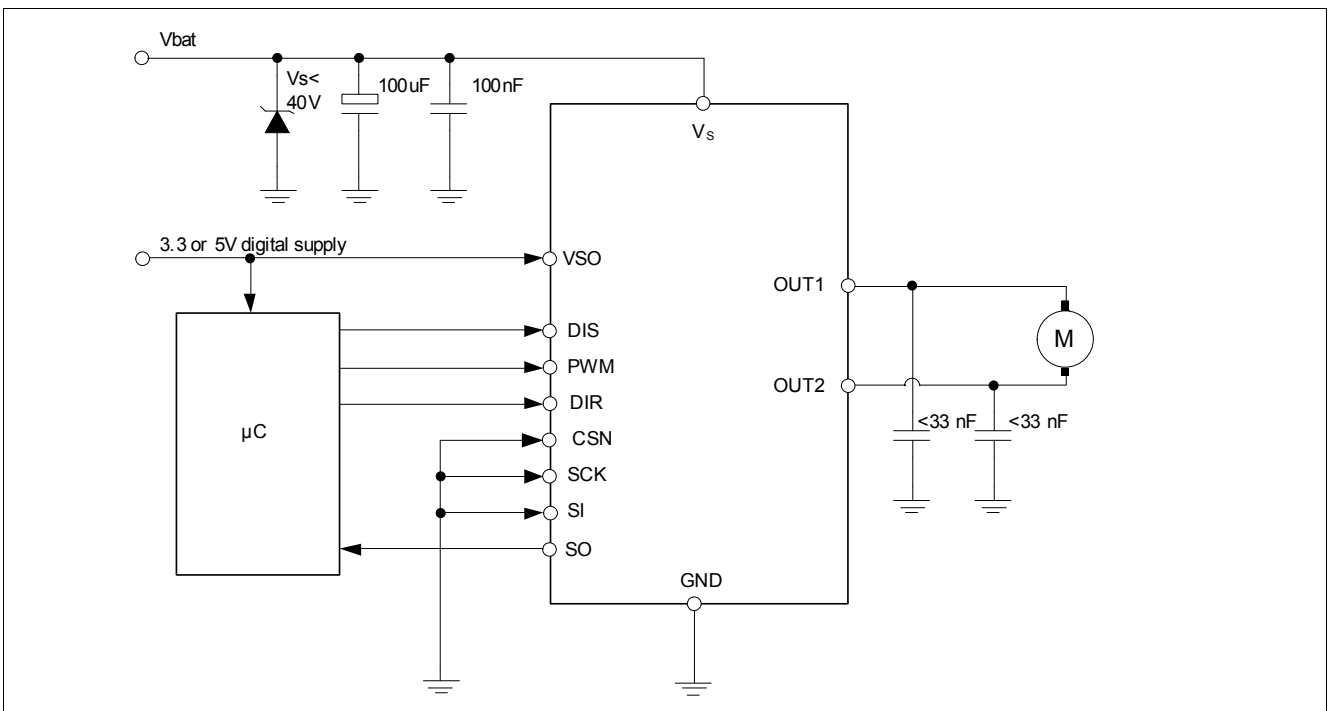 Vbat
Vs<
40V
100uF
100nF
VS
3.3 or 5V digital supply
VSO
OUT1
DIS
PWM
DIR
OUT2
M
µC
CSN
SCK
SI
SO
<33 nF
<33 nF
GND